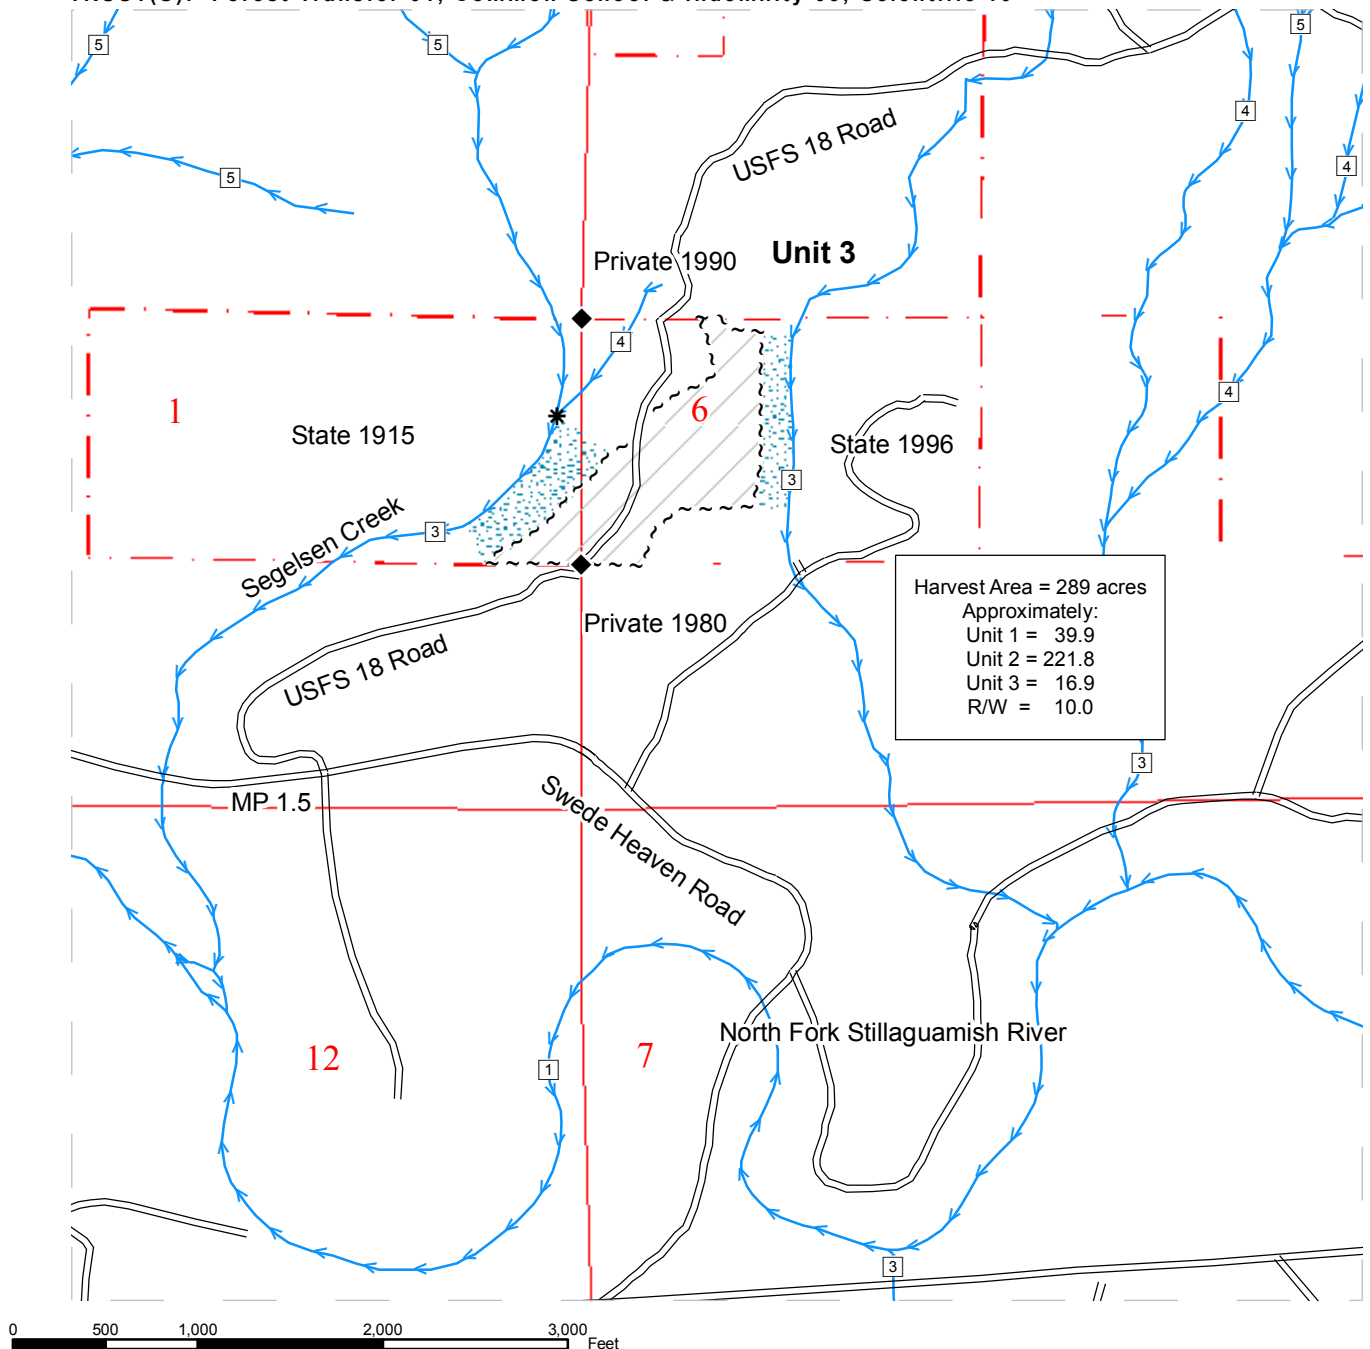 5
5
5
4
4
5
USFS 18 Road
Unit 3
Private 1990
4
4
1
6
State 1915
State 1996
3
3
Segelsen Creek
Harvest Area = 289 acres
Approximately:
Unit 1 = 39.9
Unit 2 = 221.8
Unit 3 = 16.9
R/W = 10.0
Private 1980
USFS 18 Road
3
MP 1.5
Swede Heaven Road
North Fork Stillaguamish River
12
7
1
3
0 500 1,000 2,000 3,000
Feet